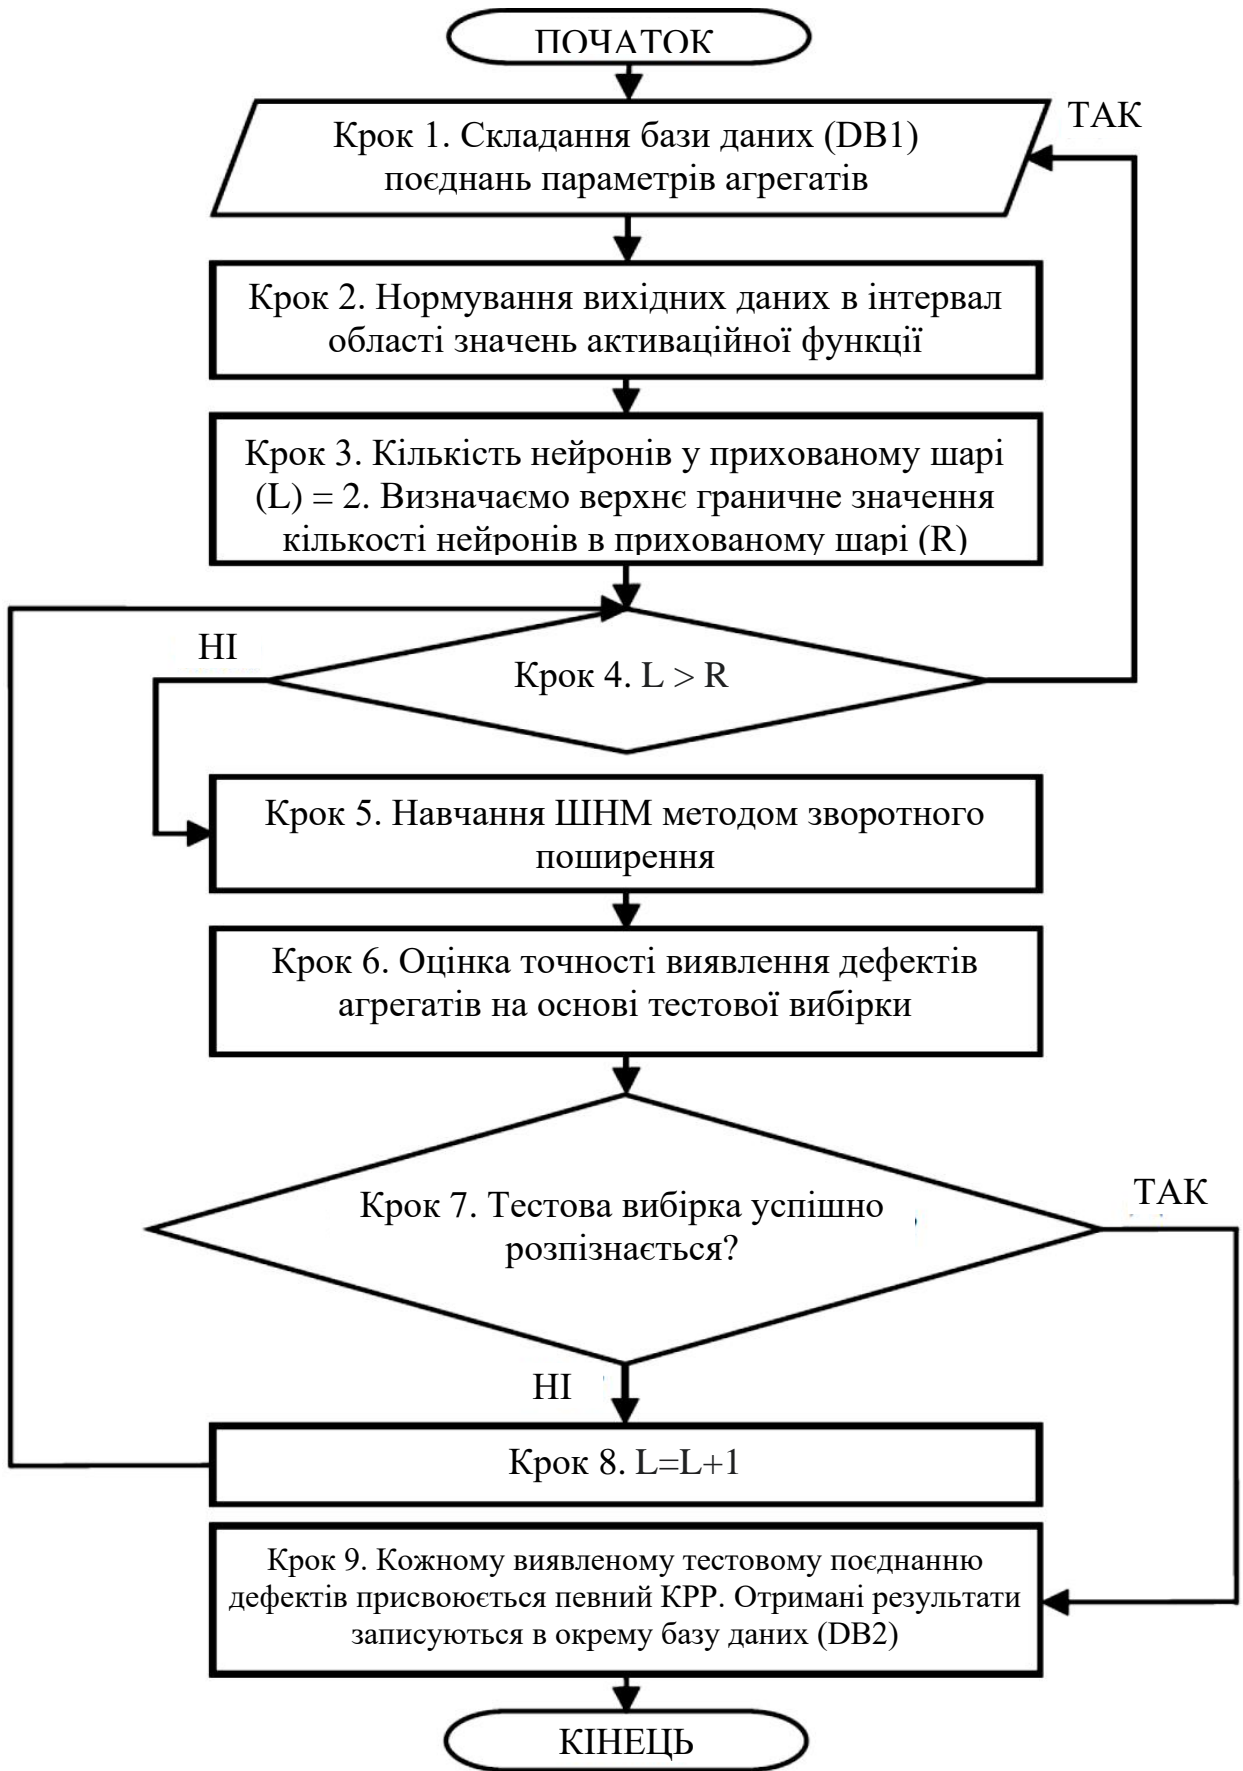 ПОЧАТОК
Крок 1. Складання бази даних (DB1)
поєднань параметрів агрегатів
ТАК
Крок 2. Нормування вихідних даних в інтервал
області значень активаційної функції
Крок 3. Кількість нейронів у прихованому шарі
(L) = 2. Визначаємо верхнє граничне значення
кількості нейронів в прихованому шарі (R)
НІ
Крок 4. L > R
Крок 5. Навчання ШНМ методом зворотного
поширення
Крок 6. Оцінка точності виявлення дефектів
агрегатів на основі тестової вибірки
Крок 7. Тестова вибірка успішно
розпізнається?
ТАК
НІ
Крок 8. L=L+1
Крок 9. Кожному виявленому тестовому поєднанню
дефектів присвоюється певний КРР. Отримані результати
записуються в окрему базу даних (DB2)
КІНЕЦЬ